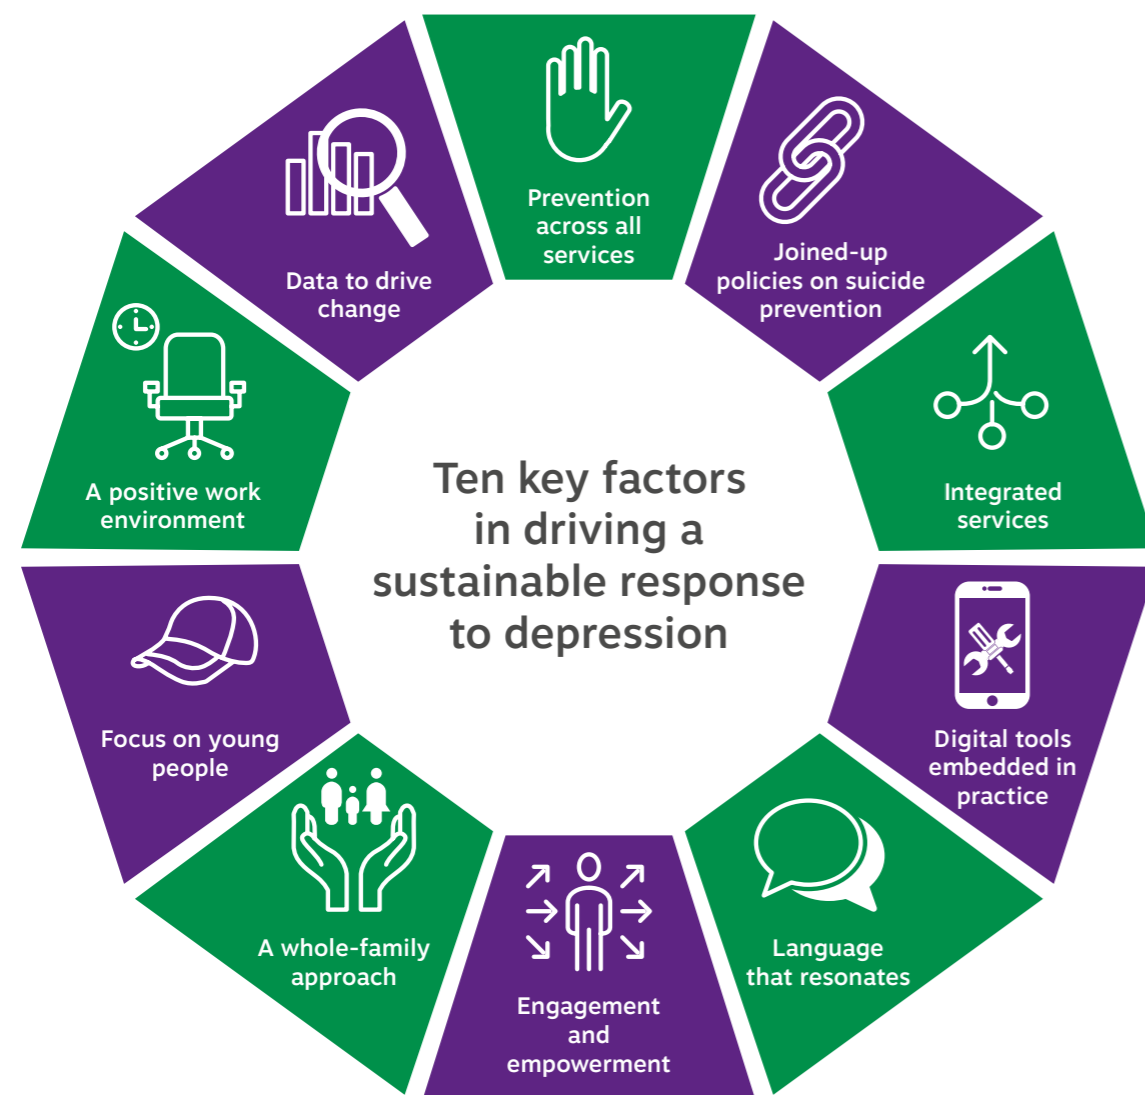 Prevention
across all
services
Joined-up
policies on suicide
prevention
Integrated
services
Digital tools
embedded in
practice
Language
that resonates
Engagement
and
empowerment
A whole-family
approach
Focus on young
people
A positive work
environment
Data to drive
change
Ten key factors
in driving a
sustainable response
to depression